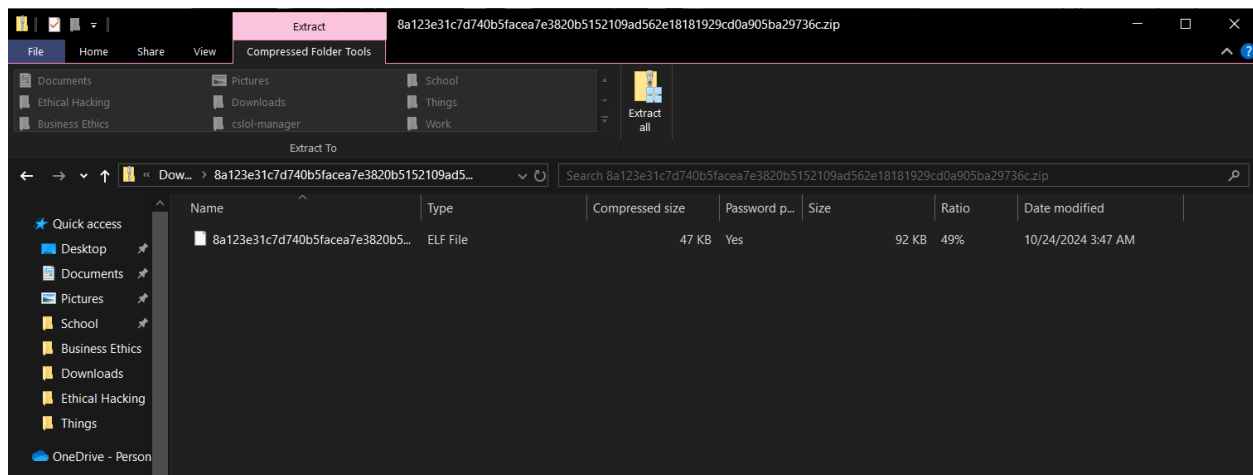 Extract
8a123e31c7d740b5facea7e3820b5152109ad562e18181929cd0a905ba29736c.zip
File Home Share View Compressed Folder Tools
Documents Pictures School
Ethical Hacking Downloads Things
Business Ethics cslol-manager Work
Extract all
Extract To
« Dow... > 8a123e31c7d740b5facea7e3820b5152109ad5...
Search 8a123e31c7d740b5facea7e3820b5152109ad562e18181929cd0a905ba29736c.zip
Name Type Compressed size Password p... Size Ratio Date modified
8a123e31c7d740b5facea7e3820b5... ELF File 47 KB Yes 92 KB 49% 10/24/2024 3:47 AM
Quick access
Desktop
Documents
Pictures
School
Business Ethics
Downloads
Ethical Hacking
Things
OneDrive - Person